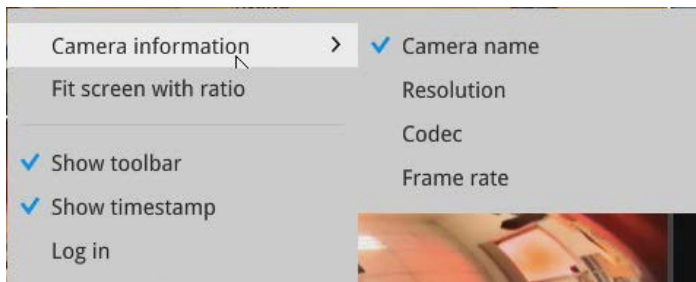 Camera information
Fit screen with ratio
Show toolbar
Show timestamp
Log in
Camera name
Resolution
Codec
Frame rate